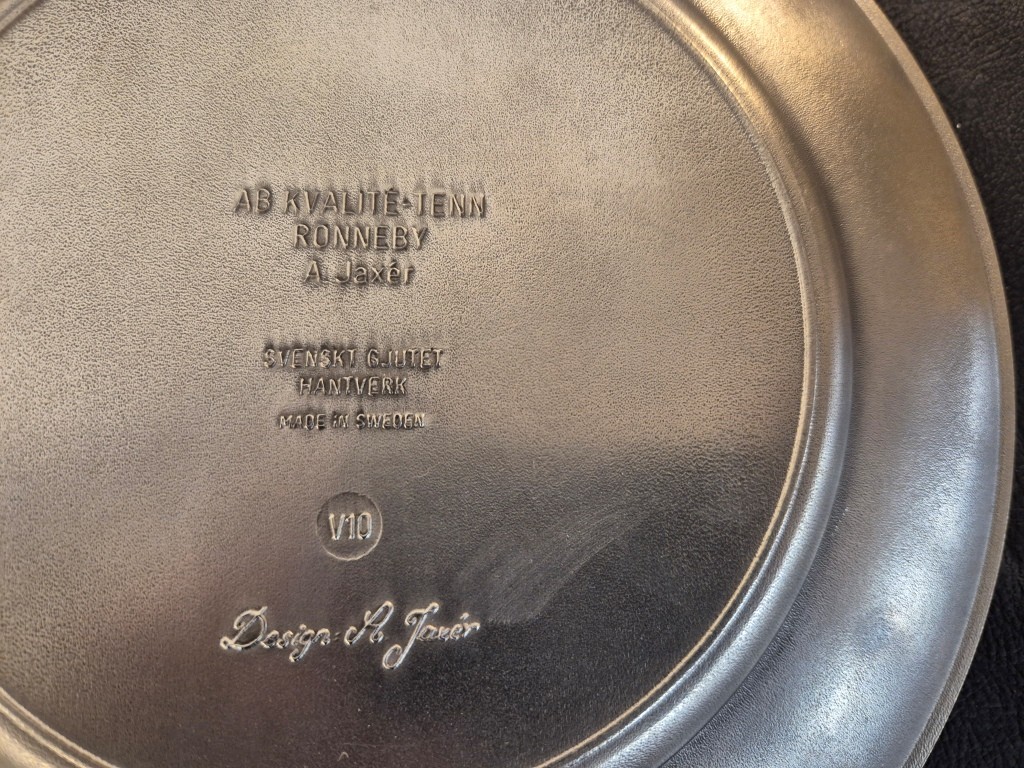 AB KVALITÉ-TENN
RONNEBY
A. Jaxér
SVENSKT GJUTET
HANTVERK
MADE IN SWEDEN
V10
Design: A. Jaxér